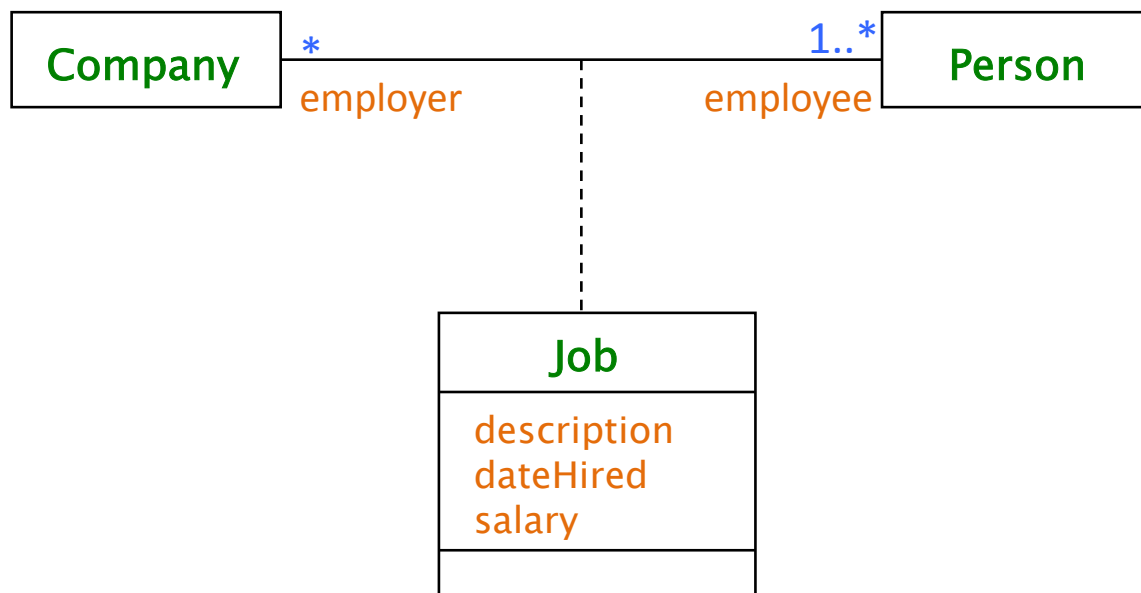 Company
*
1..*
Person
employer
employee
Job
description
dateHired
salary